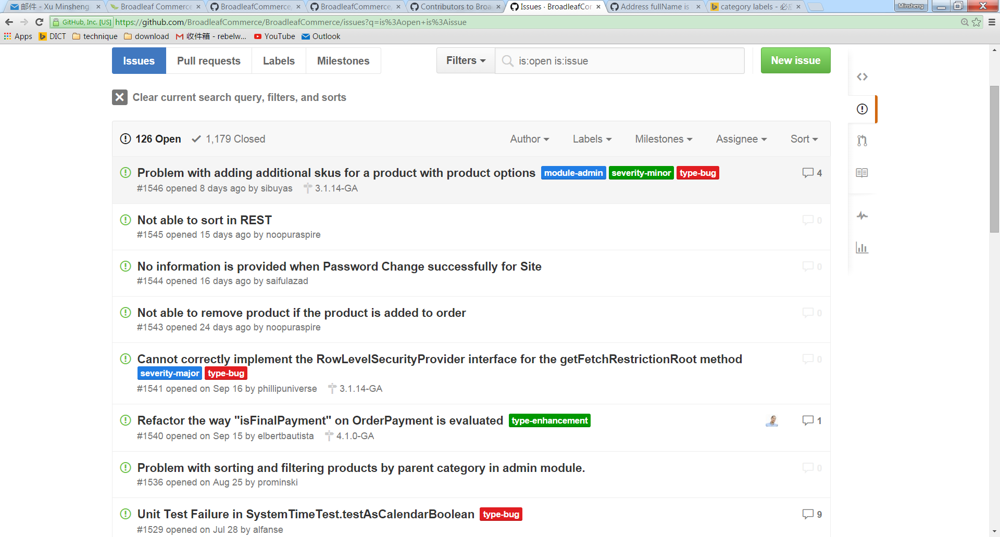 邮件 - Xu Minsheng
Broadleaf Commerce
BroadleafCommerce
BroadleafCommerce
Contributors to Broa
Issues · BroadleafCor
Address fullName is
category labels - 必应
Minsheng
GitHub, Inc. [US]
https://github.com/BroadleafCommerce/BroadleafCommerce/issues?q=is%3Aopen+is%3Aissue
Apps DICT technique download 收件箱 - rebelw... YouTube Outlook
Issues Pull requests Labels Milestones Filters is:open is:issue New issue
Clear current search query, filters, and sorts
126 Open 1,179 Closed Author Labels Milestones Assignee Sort
Problem with adding additional skus for a product with product options module-admin severity-minor type-bug 4
#1546 opened 8 days ago by sibuyas 3.1.14-GA
Not able to sort in REST 0
#1545 opened 15 days ago by noopuraspire
No information is provided when Password Change successfully for Site 0
#1544 opened 16 days ago by saifulazad
Not able to remove product if the product is added to order 0
#1543 opened 24 days ago by noopuraspire
Cannot correctly implement the RowLevelSecurityProvider interface for the getFetchRestrictionRoot method 0
severity-major type-bug
#1541 opened on Sep 16 by phillipuniverse 3.1.14-GA
Refactor the way "isFinalPayment" on OrderPayment is evaluated type-enhancement 1
#1540 opened on Sep 15 by elbertbautista 4.1.0-GA
Problem with sorting and filtering products by parent category in admin module. 0
#1536 opened on Aug 25 by prominski
Unit Test Failure in SystemTimeTest.testAsCalendarBoolean type-bug 9
#1529 opened on Jul 28 by alfanse